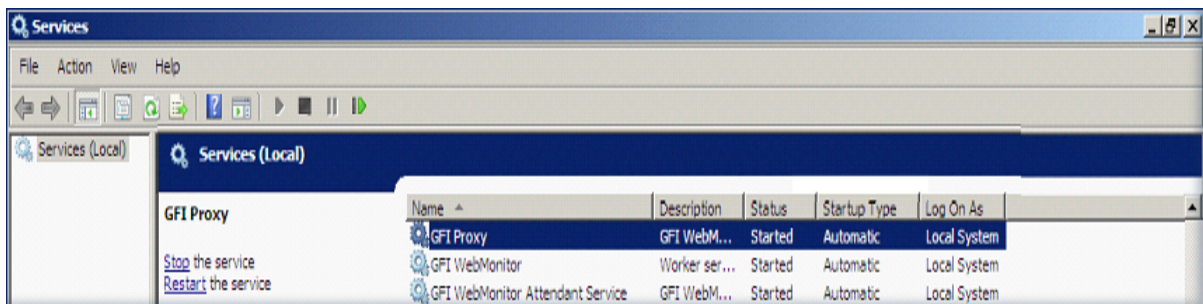 Services
File Action View Help
Services (Local)
Services (Local)
GFI Proxy
Stop the service
Restart the service
Name Description Status Startup Type Log On As
GFI Proxy GFI WebM... Started Automatic Local System
GFI WebMonitor Worker ser... Started Automatic Local System
GFI WebMonitor Attendant Service GFI WebM... Started Automatic Local System